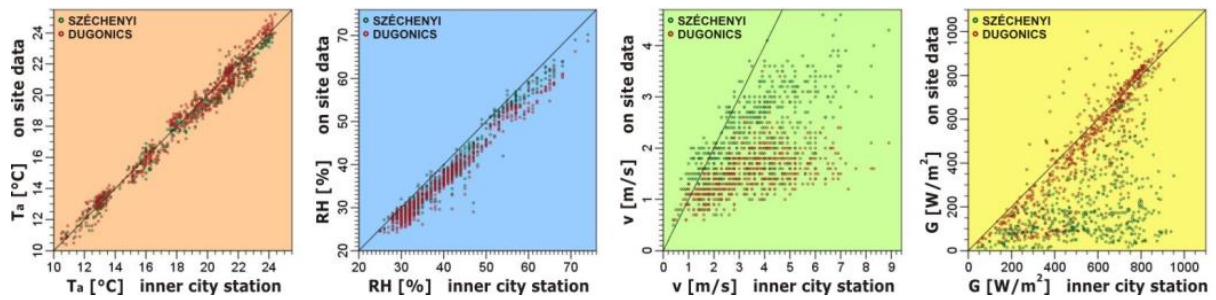 SZÉCHENYI
DUGONICS
Ta [°C] on site data
24
22
20
18
16
14
12
10
10 12 14 16 18 20 22 24
Ta [°C] inner city station
SZÉCHENYI
DUGONICS
RH [%] on site data
70
60
50
40
30
20
20 30 40 50 60 70
RH [%] inner city station
SZÉCHENYI
DUGONICS
v [m/s] on site data
4
3
2
1
0
0 1 2 3 4 5 6 7 8 9
v [m/s] inner city station
SZÉCHENYI
DUGONICS
G [W/m²] on site data
1000
800
600
400
200
0
0 200 400 600 800 1000
G [W/m²] inner city station